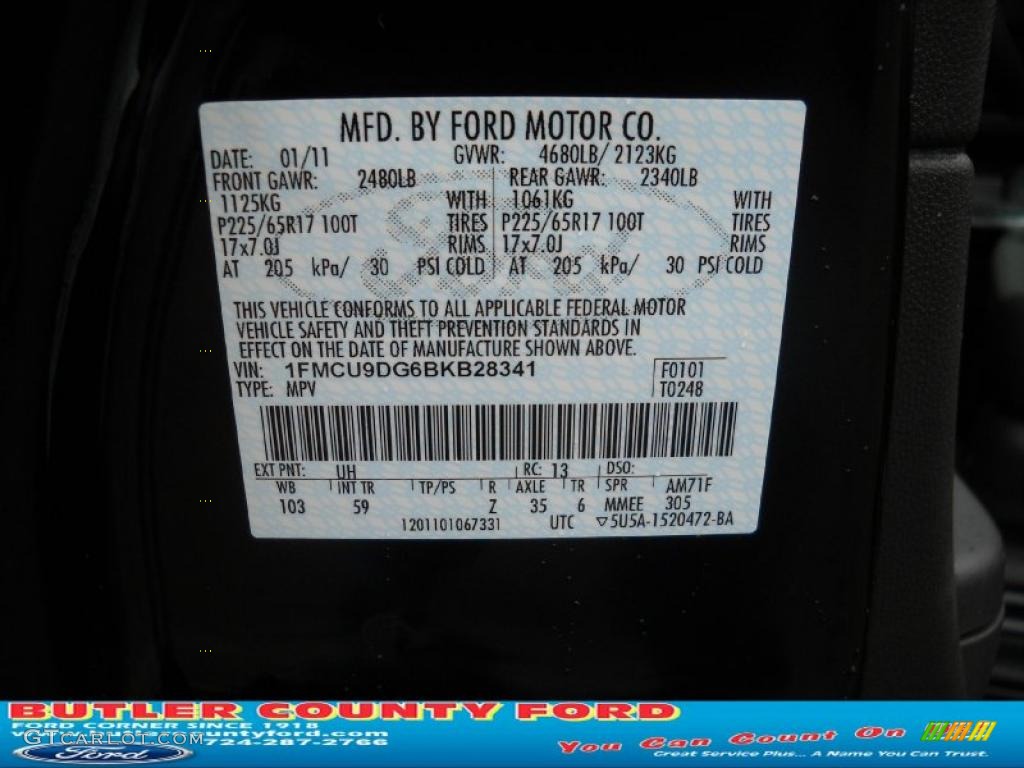 MFD. BY FORD MOTOR CO.
DATE: 01/11 GVWR: 4680LB/ 2123KG
FRONT GAWR: 2480LB REAR GAWR: 2340LB
1125KG WITH 1061KG WITH
P225/65R17 100T TIRES P225/65R17 100T TIRES
17x7.0J RIMS 17x7.0J RIMS
AT 205 kPa/ 30 PSI COLD AT 205 kPa/ 30 PSI COLD
THIS VEHICLE CONFORMS TO ALL APPLICABLE FEDERAL MOTOR
VEHICLE SAFETY AND THEFT PREVENTION STANDARDS IN
EFFECT ON THE DATE OF MANUFACTURE SHOWN ABOVE.
VIN: 1FMCU9DG6BKB28341 F0101
TYPE: MPV T0248
EXT PNT: UH RC: 13 DSO:
WB INT TR TP/PS R AXLE TR SPR AM71F
103 59 Z 35 6 MMEE 305
1201101067331 UTC ▽5U5A-1520472-BA
BUTLER COUNTY FORD
FORD CORNER SINCE 1918
GTCARLOT.COM
724-287-2766
Ford
You Can Count On
Great Service Plus... A Name You Can Trust.